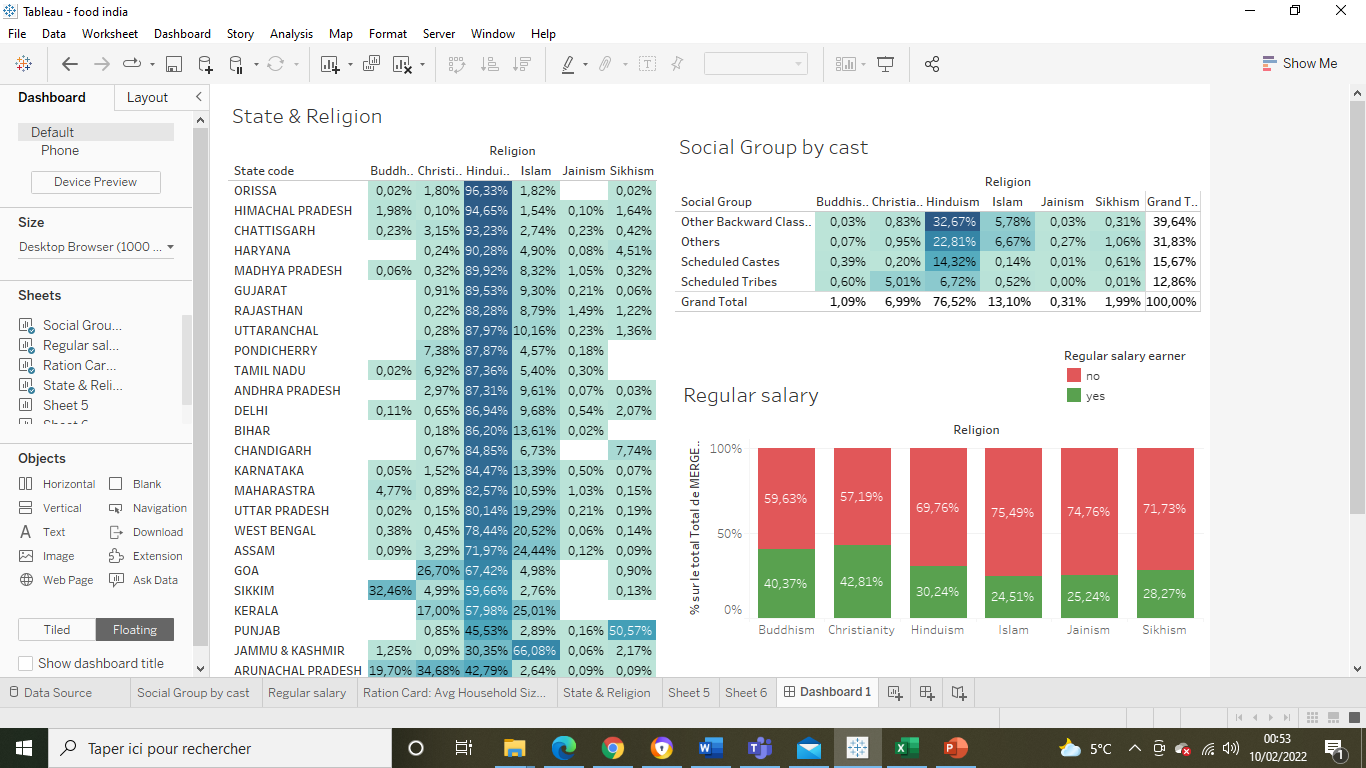 Tableau - food india
File Data Worksheet Dashboard Story Analysis Map Format Server Window Help
Show Me
Dashboard Layout
Default
Phone
Device Preview
Size
Desktop Browser (1000 ...
Sheets
Social Grou...
Regular sal...
Ration Car...
State & Reli...
Sheet 5
Objects
Horizontal Blank
Vertical Navigation
Text Download
Image Extension
Web Page Ask Data
Tiled Floating
Show dashboard title
State & Religion
Religion
State code Buddh.. Christi.. Hindui.. Islam Jainism Sikhism
ORISSA 0,02% 1,80% 96,33% 1,82% 0,02%
HIMACHAL PRADESH 1,98% 0,10% 94,65% 1,54% 0,10% 1,64%
CHATTISGARH 0,23% 3,15% 93,23% 2,74% 0,23% 0,42%
HARYANA 0,24% 90,28% 4,90% 0,08% 4,51%
MADHYA PRADESH 0,06% 0,32% 89,92% 8,32% 1,05% 0,32%
GUJARAT 0,91% 89,53% 9,30% 0,21% 0,06%
RAJASTHAN 0,22% 88,28% 8,79% 1,49% 1,22%
UTTARANCHAL 0,28% 87,97% 10,16% 0,23% 1,36%
PONDICHERRY 7,38% 87,87% 4,57% 0,18%
TAMIL NADU 0,02% 6,92% 87,36% 5,40% 0,30%
ANDHRA PRADESH 2,97% 87,31% 9,61% 0,07% 0,03%
DELHI 0,11% 0,65% 86,94% 9,68% 0,54% 2,07%
BIHAR 0,18% 86,20% 13,61% 0,02%
CHANDIGARH 0,67% 84,85% 6,73% 7,74%
KARNATAKA 0,05% 1,52% 84,47% 13,39% 0,50% 0,07%
MAHARASTRA 4,77% 0,89% 82,57% 10,59% 1,03% 0,15%
UTTAR PRADESH 0,02% 0,15% 80,14% 19,29% 0,21% 0,19%
WEST BENGAL 0,38% 0,45% 78,44% 20,52% 0,06% 0,14%
ASSAM 0,09% 3,29% 71,97% 24,44% 0,12% 0,09%
GOA 26,70% 67,42% 4,98% 0,90%
SIKKIM 32,46% 4,99% 59,66% 2,76% 0,13%
KERALA 17,00% 57,98% 25,01%
PUNJAB 0,85% 45,53% 2,89% 0,16% 50,57%
JAMMU & KASHMIR 1,25% 0,09% 30,35% 66,08% 0,06% 2,17%
ARUNACHAL PRADESH 19,70% 34,68% 42,79% 2,64% 0,09% 0,09%
Social Group by cast
Religion
Social Group Buddhis.. Christia.. Hinduism Islam Jainism Sikhism Grand T..
Other Backward Class.. 0,03% 0,83% 32,67% 5,78% 0,03% 0,31% 39,64%
Others 0,07% 0,95% 22,81% 6,67% 0,27% 1,06% 31,83%
Scheduled Castes 0,39% 0,20% 14,32% 0,14% 0,01% 0,61% 15,67%
Scheduled Tribes 0,60% 5,01% 6,72% 0,52% 0,00% 0,01% 12,86%
Grand Total 1,09% 6,99% 76,52% 13,10% 0,31% 1,99% 100,00%
Regular salary earner
no
yes
Regular salary
Religion
% sur le total Total de MERGE..
100%
50%
0%
59,63% 57,19% 69,76% 75,49% 74,76% 71,73%
40,37% 42,81% 30,24% 24,51% 25,24% 28,27%
Buddhism Christianity Hinduism Islam Jainism Sikhism
Data Source Social Group by cast Regular salary Ration Card: Avg Household Siz... State & Religion Sheet 5 Sheet 6 Dashboard 1
Taper ici pour rechercher
5°C
00:53
10/02/2022
1